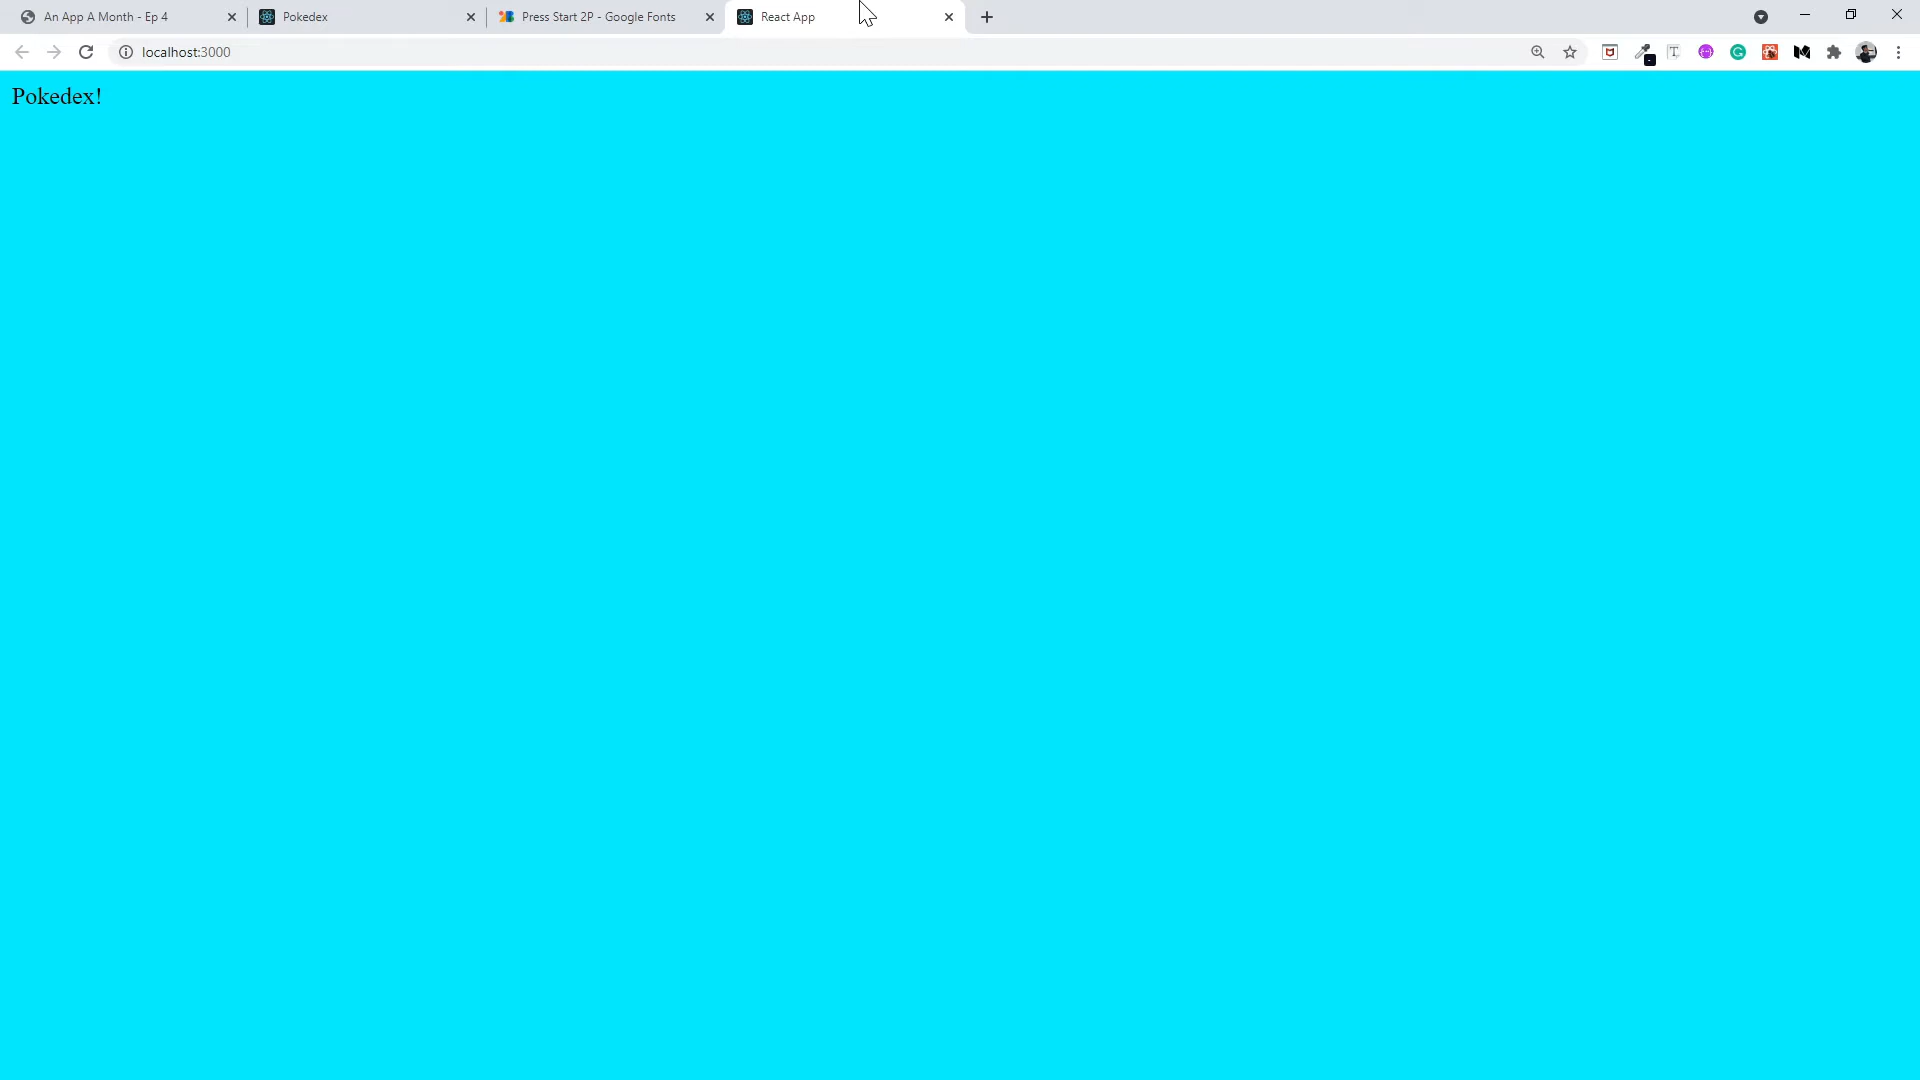 An App A Month - Ep 4
Pokedex
Press Start 2P - Google Fonts
React App
localhost:3000
Pokedex!